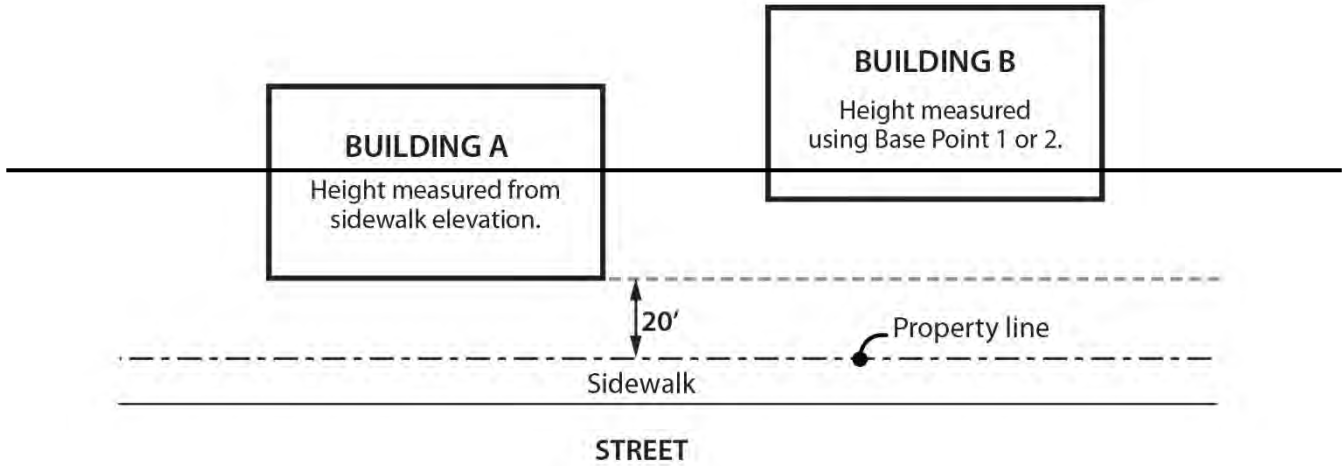 BUILDING B
Height measured
using Base Point 1 or 2.
BUILDING A
Height measured from
sidewalk elevation.
20′
Property line
Sidewalk
STREET